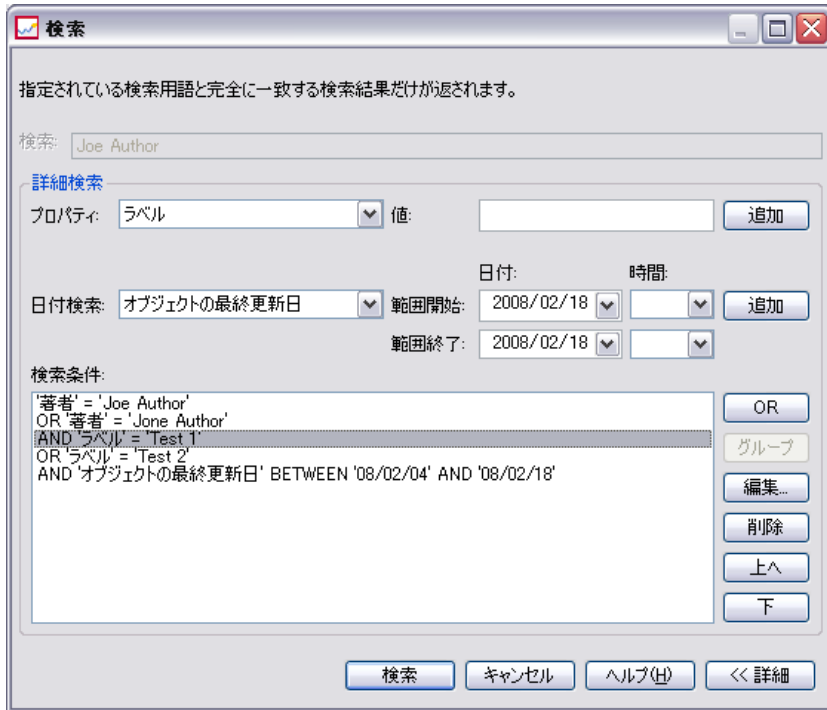 検索
指定されている検索用語と完全に一致する検索結果だけが返されます。
検索: Joe Author
詳細検索
プロパティ: ラベル 値: 追加
日付: 時間:
日付検索: オブジェクトの最終更新日 範囲開始: 2008/02/18 追加
範囲終了: 2008/02/18
検索条件:
'著者' = 'Joe Author'
OR '著者' = 'Jone Author'
AND 'ラベル' = 'Test 1'
OR 'ラベル' = 'Test 2'
AND 'オブジェクトの最終更新日' BETWEEN '08/02/04' AND '08/02/18'
OR
グループ
編集...
削除
上へ
下
検索 キャンセル ヘルプ(H) << 詳細